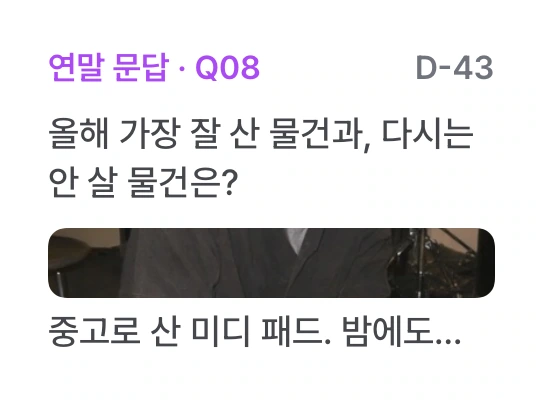 연말 문답 · Q08
D-43
올해 가장 잘 산 물건과, 다시는
안 살 물건은?
중고로 산 미디 패드. 밤에도...